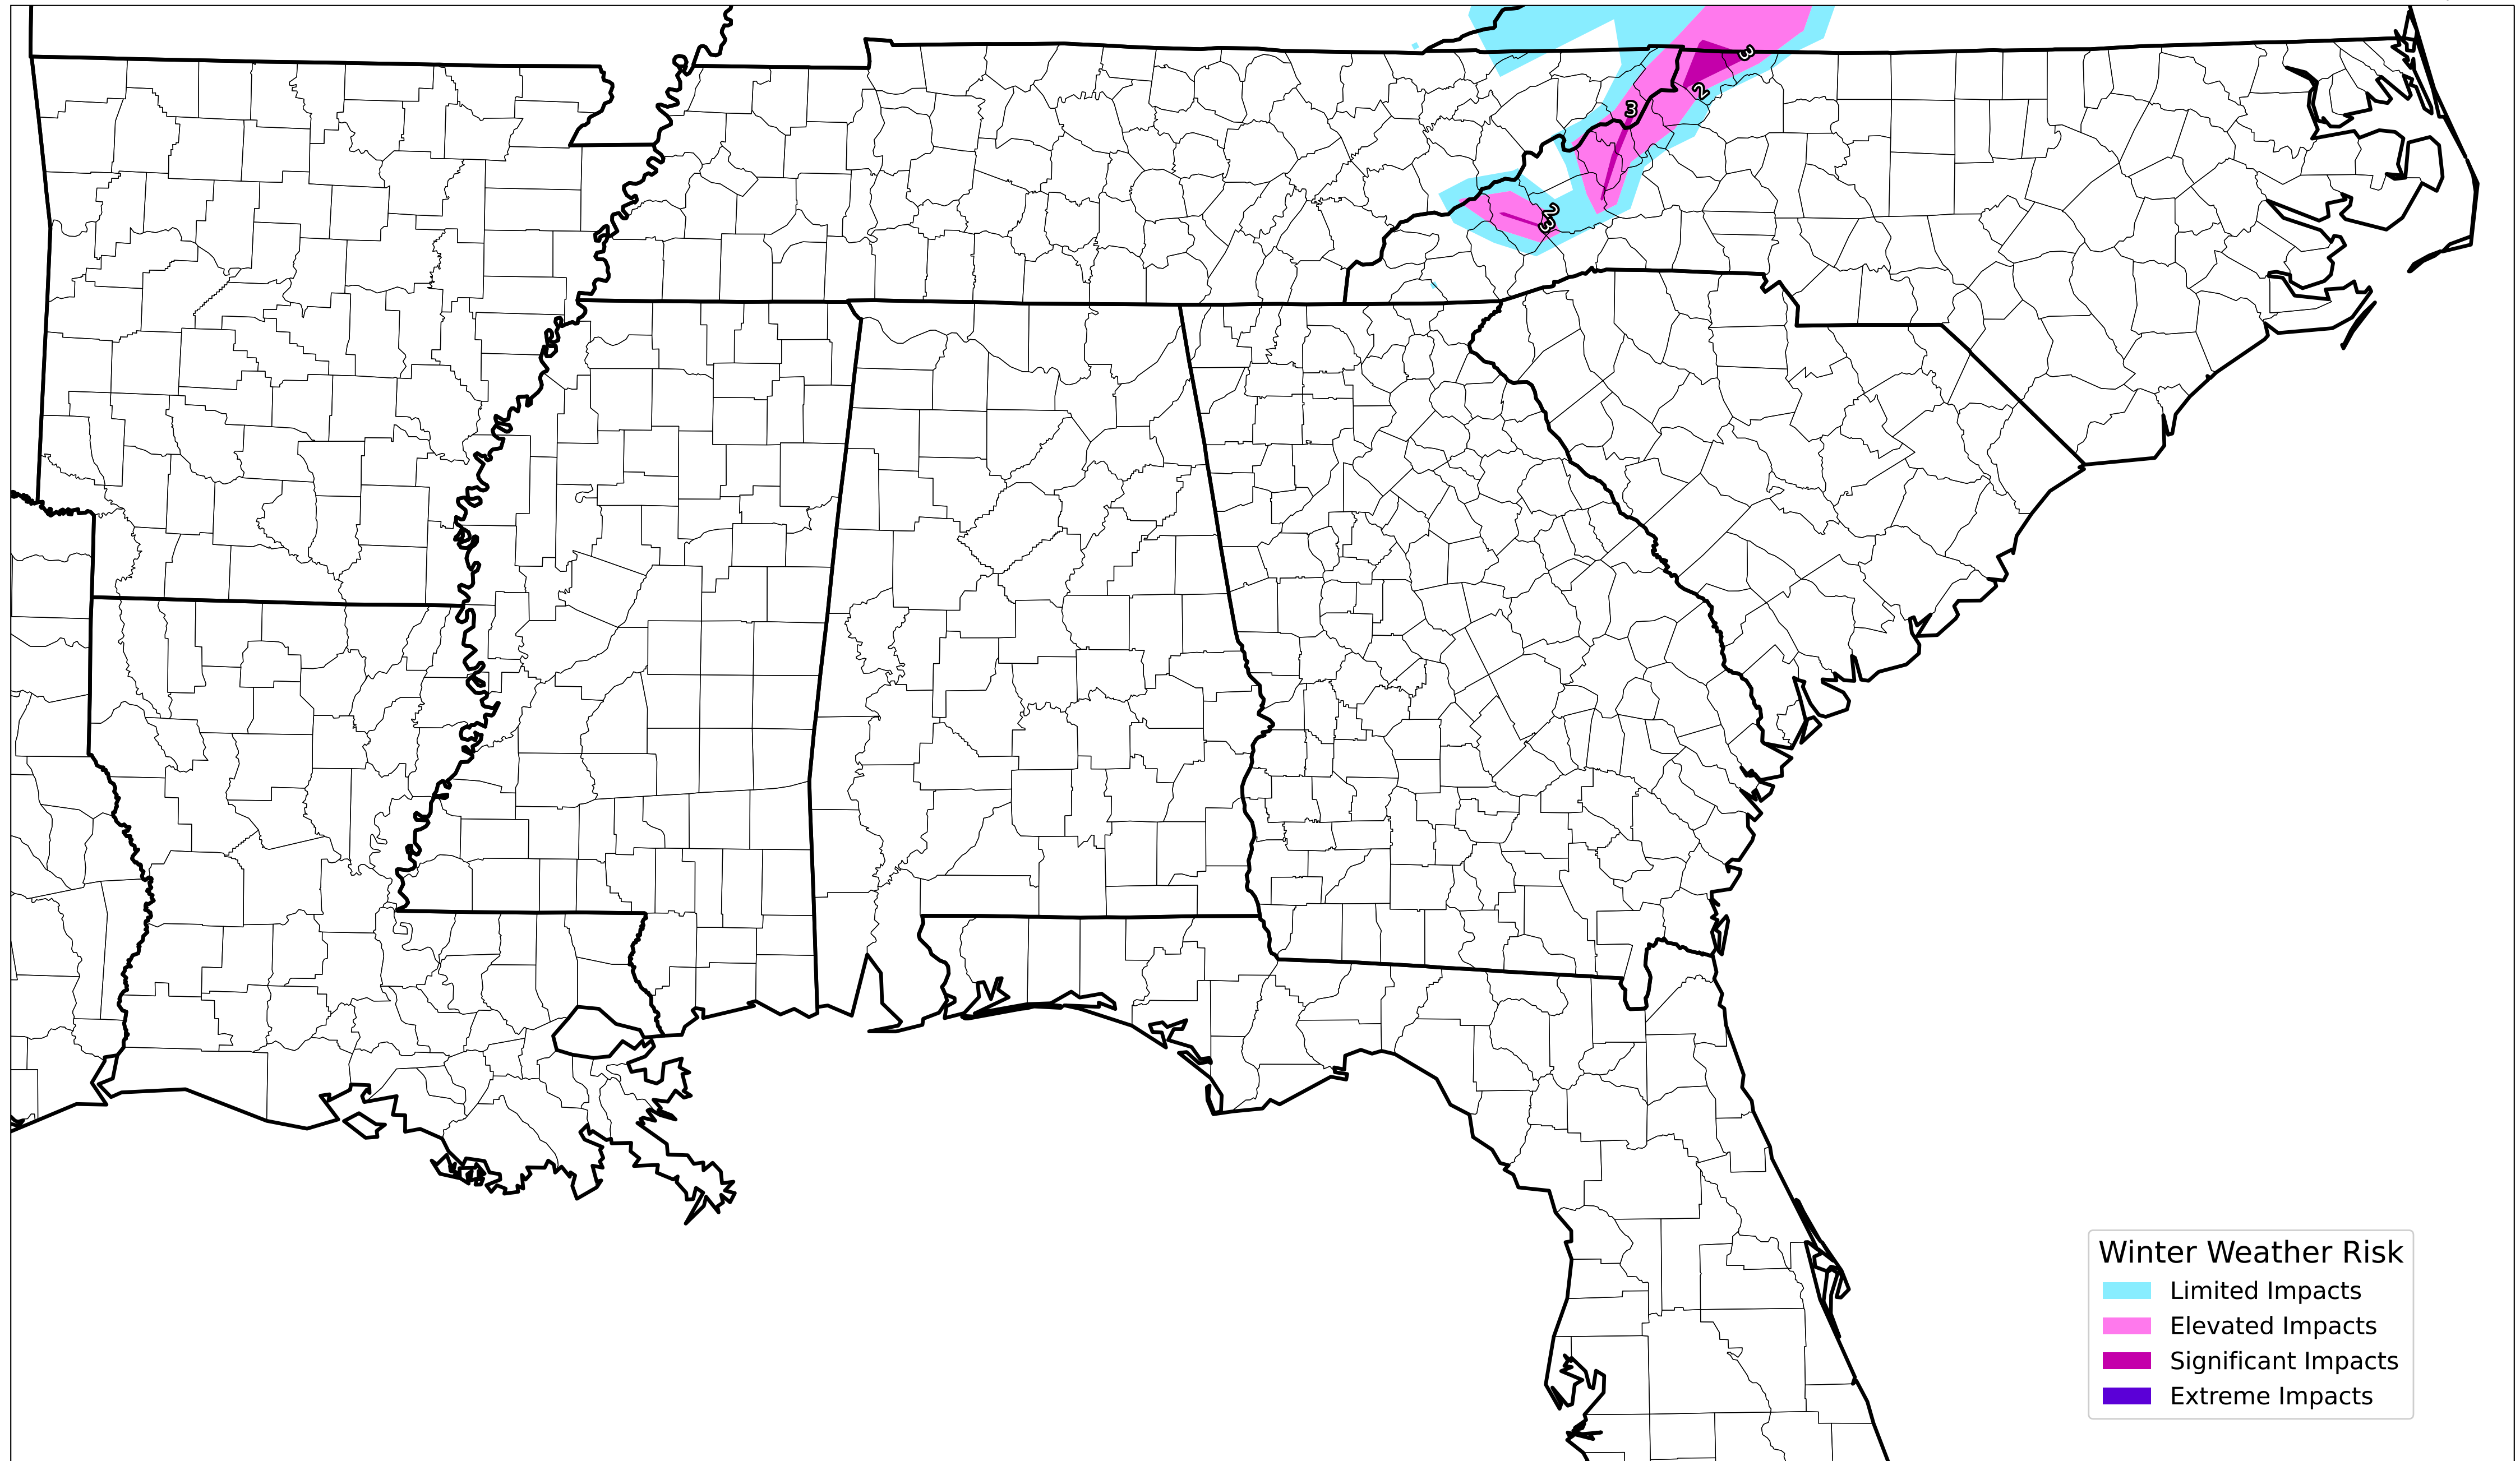 3
2
3
2
3
Winter Weather Risk
Limited Impacts
Elevated Impacts
Significant Impacts
Extreme Impacts